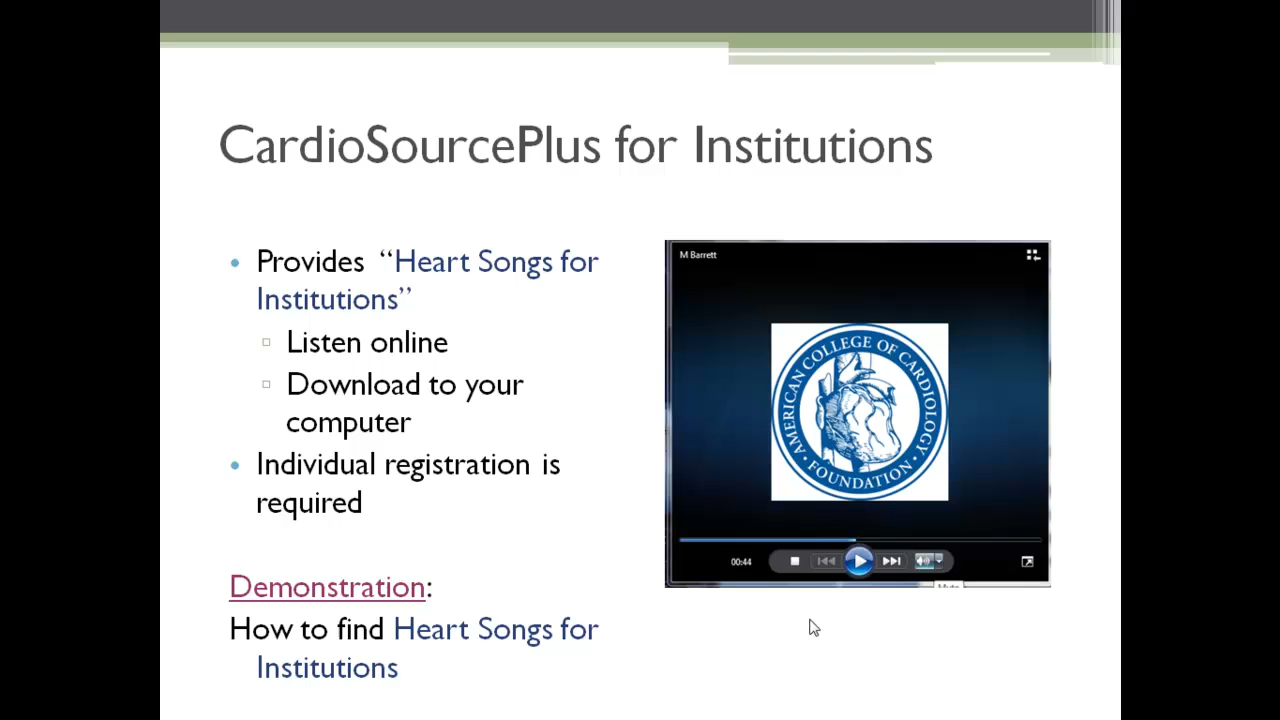 CardioSourcePlus for Institutions
• Provides “Heart Songs for
Institutions”
▫ Listen online
▫ Download to your
computer
• Individual registration is
required
Demonstration:
How to find Heart Songs for
Institutions
M Barrett
AMERICAN COLLEGE OF CARDIOLOGY
• FOUNDATION •
00:44
Mute